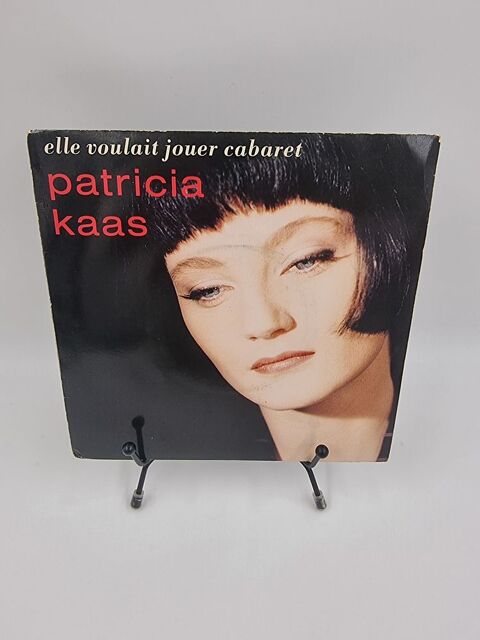 elle voulait jouer cabaret
patricia
kaas